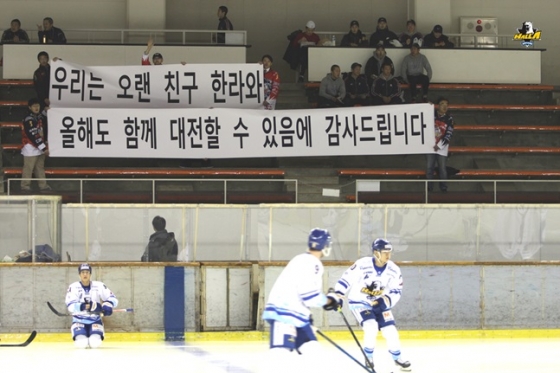 우리는 오랜 친구 한라와
올해도 함께 대전할 수 있음에 감사드립니다
HALLA